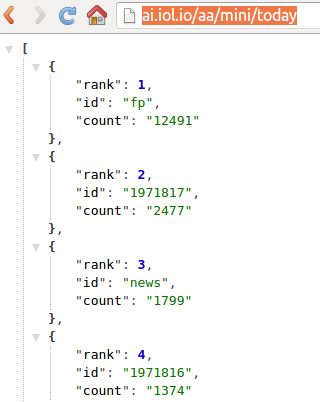 ai.iol.io/aa/mini/today
[
{
"rank": 1,
"id": "fp",
"count": "12491"
},
{
"rank": 2,
"id": "1971817",
"count": "2477"
},
{
"rank": 3,
"id": "news",
"count": "1799"
},
{
"rank": 4,
"id": "1971816",
"count": "1374"